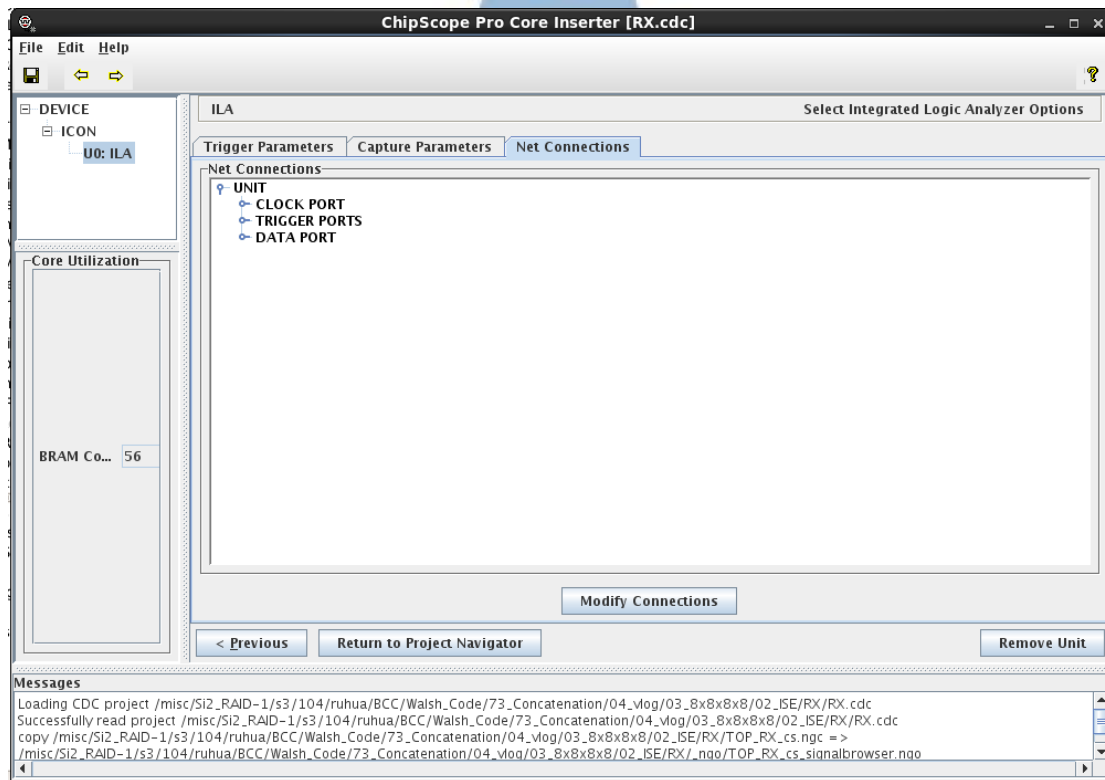 ChipScope Pro Core Inserter [RX.cdc]
File Edit Help
DEVICE
ICON
U0: ILA
ILA Select Integrated Logic Analyzer Options
Trigger Parameters Capture Parameters Net Connections
Net Connections
UNIT
CLOCK PORT
TRIGGER PORTS
DATA PORT
Core Utilization
BRAM Co... 56
Modify Connections
< Previous Return to Project Navigator Remove Unit
Messages
Loading CDC project /misc/Si2_RAID-1/s3/104/ruhua/BCC/Walsh_Code/73_Concatenation/04_vlog/03_8x8x8x8/02_ISE/RX/RX.cdc
Successfully read project /misc/Si2_RAID-1/s3/104/ruhua/BCC/Walsh_Code/73_Concatenation/04_vlog/03_8x8x8x8/02_ISE/RX/RX.cdc
copy /misc/Si2_RAID-1/s3/104/ruhua/BCC/Walsh_Code/73_Concatenation/04_vlog/03_8x8x8x8/02_ISE/RX/TOP_RX_cs.ngc =>
/misc/Si2_RAID-1/s3/104/ruhua/BCC/Walsh_Code/73_Concatenation/04_vlog/03_8x8x8x8/02_ISE/RX/_ngo/TOP_RX_cs_signalbrowser.ngo